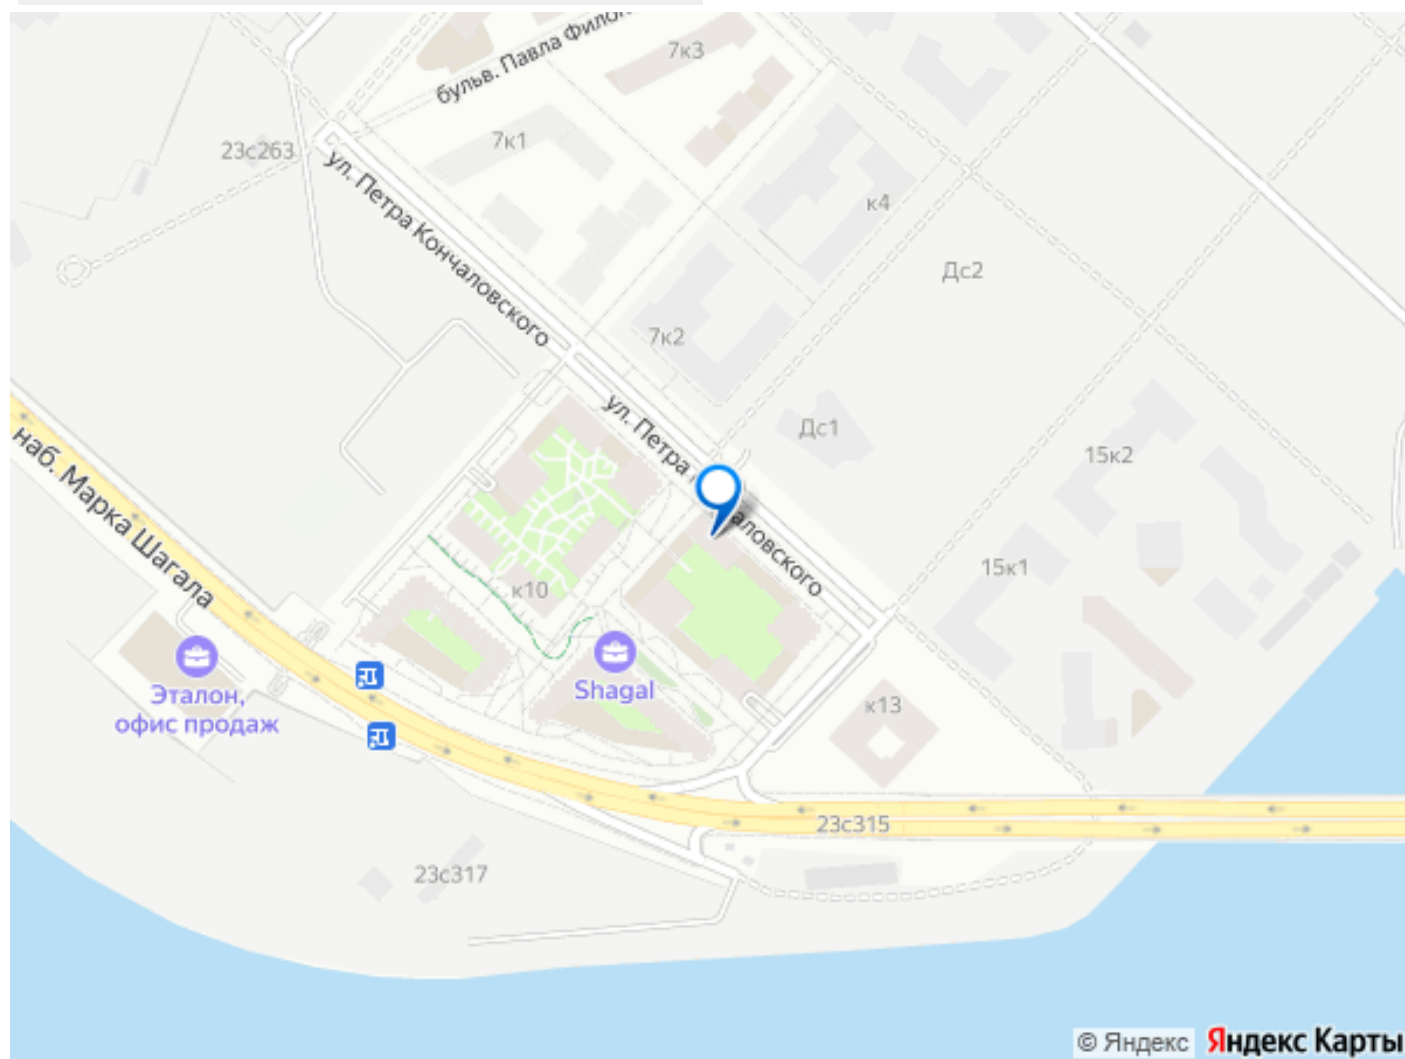 бульв. Павла
7к3
7к1
23с263
ул. Петра Кончаловского
к4
Дс2
7к2
ул. Петра
аловского
Дс1
15к2
наб. Марка Шагала
15к1
к10
Shagal
Эталон,
офис продаж
к13
23с315
23с317
© Яндекс Яндекс Карты